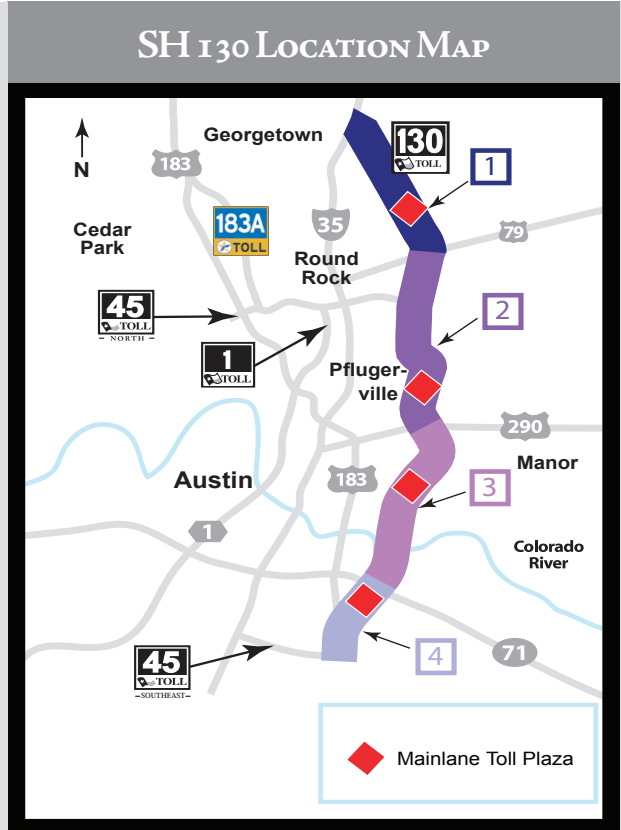 SH 130 Location Map
Georgetown
130
TOLL
1
N
183
183A
TOLL
35
Cedar
Park
79
Round
Rock
45
TOLL
NORTH
2
1
TOLL
Pfluger-
ville
290
Manor
Austin
183
3
1
Colorado
River
4
71
45
TOLL
SOUTHEAST
Mainlane Toll Plaza